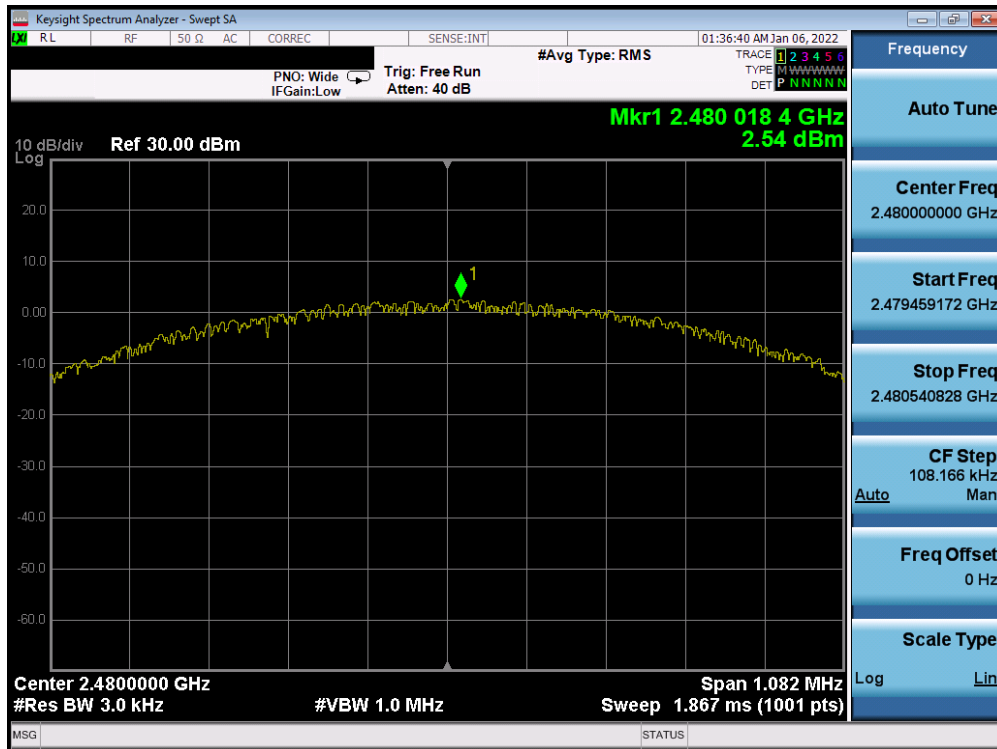 Keysight Spectrum Analyzer - Swept SA
LXI RL RF 50 Ω AC CORREC SENSE:INT 01:36:40 AM Jan 06, 2022
#Avg Type: RMS TRACE 1 2 3 4 5 6
PNO: Wide Trig: Free Run TYPE M WWWWW
IFGain:Low Atten: 40 dB DET P N N N N N
Mkr1 2.480 018 4 GHz
10 dB/div Ref 30.00 dBm 2.54 dBm
Log
20.0
10.0
1
0.00
-10.0
-20.0
-30.0
-40.0
-50.0
-60.0
Center 2.4800000 GHz Span 1.082 MHz
#Res BW 3.0 kHz #VBW 1.0 MHz Sweep 1.867 ms (1001 pts)
MSG STATUS
Frequency
Auto Tune
Center Freq
2.480000000 GHz
Start Freq
2.479459172 GHz
Stop Freq
2.480540828 GHz
CF Step
108.166 kHz
Auto Man
Freq Offset
0 Hz
Scale Type
Log Lin